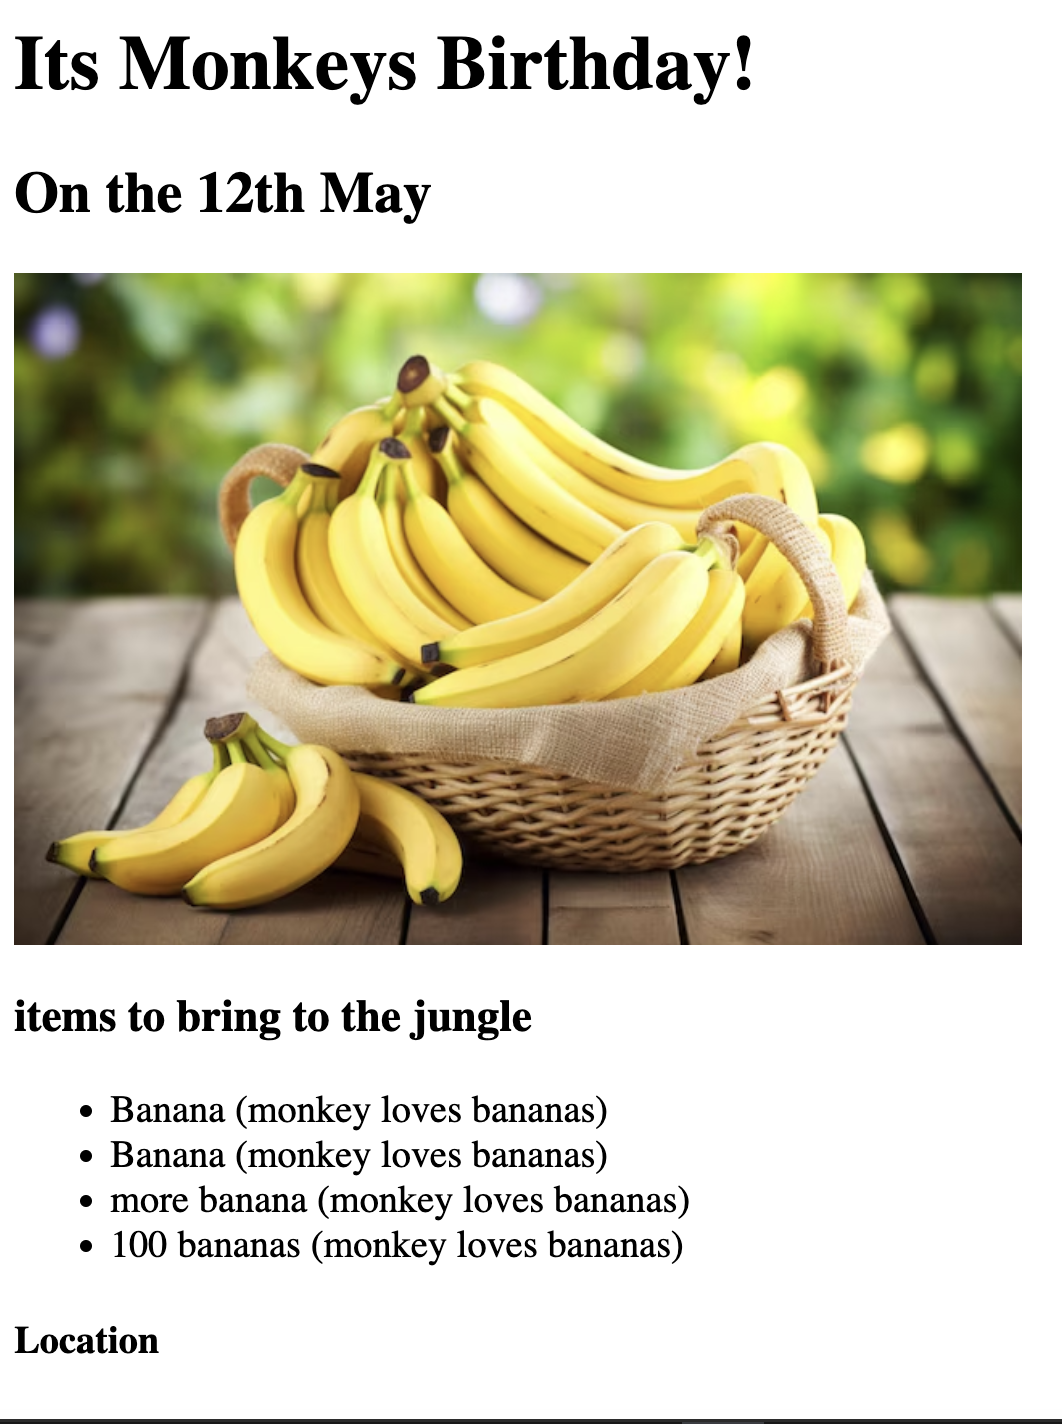 Its Monkeys Birthday!
On the 12th May
items to bring to the jungle
Banana (monkey loves bananas)
Banana (monkey loves bananas)
more banana (monkey loves bananas)
100 bananas (monkey loves bananas)
Location